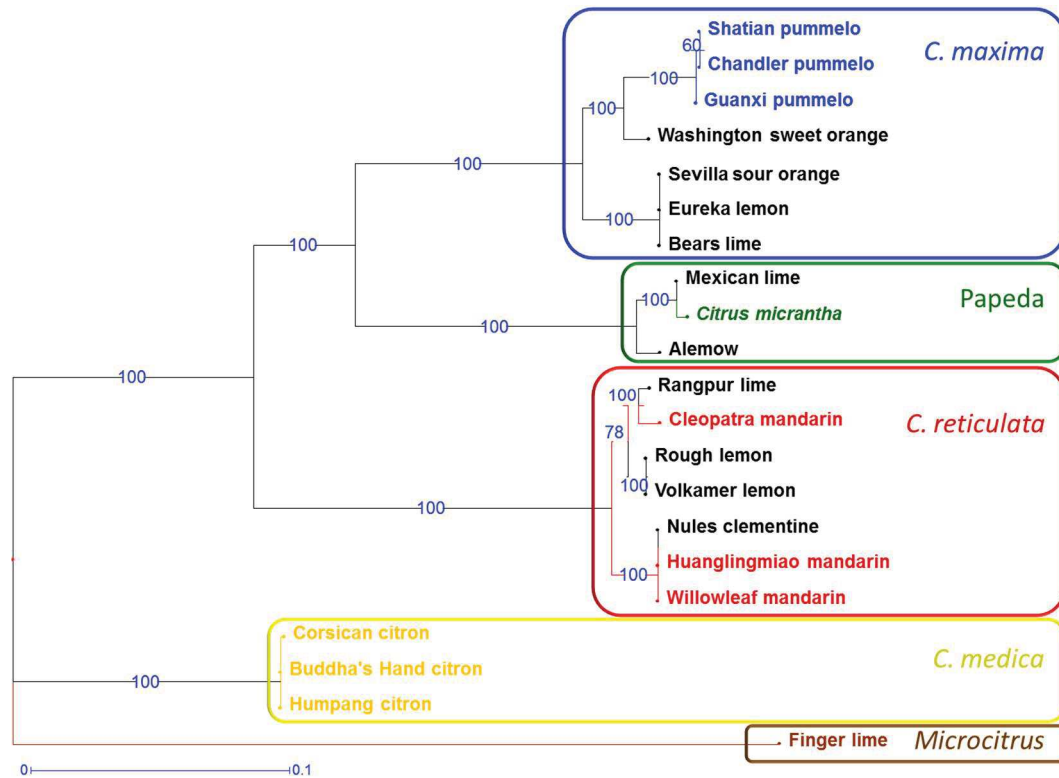 Shatian pummelo
60
C. maxima
Chandler pummelo
100
Guanxi pummelo
100
Washington sweet orange
100
Sevilla sour orange
Eureka lemon
100
Bears lime
100
Mexican lime
Papeda
100
Citrus micrantha
100
Alemow
100
Rangpur lime
100
Cleopatra mandarin
C. reticulata
78
Rough lemon
100
Volkamer lemon
100
Nules clementine
Huanglingmiao mandarin
100
Willowleaf mandarin
Corsican citron
C. medica
Buddha's Hand citron
100
Humpang citron
Finger lime
Microcitrus
0
0.1